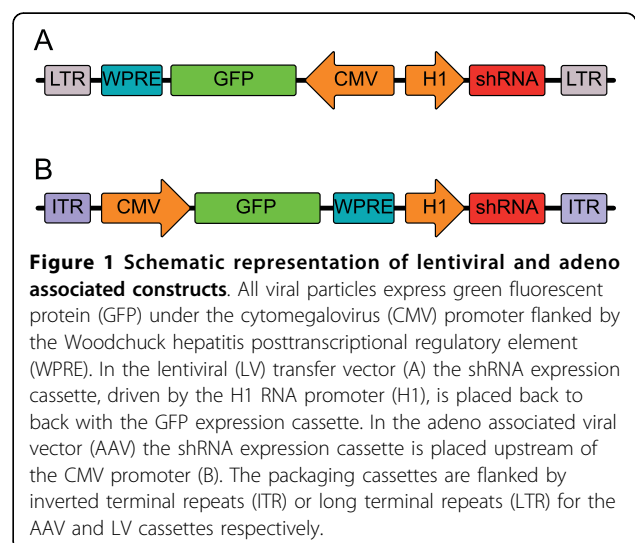 A
LTR WPRE GFP CMV H1 shRNA LTR
B
ITR CMV GFP WPRE H1 shRNA ITR
Figure 1 Schematic representation of lentiviral and adeno
associated constructs. All viral particles express green fluorescent
protein (GFP) under the cytomegalovirus (CMV) promoter flanked by
the Woodchuck hepatitis posttranscriptional regulatory element
(WPRE). In the lentiviral (LV) transfer vector (A) the shRNA expression
cassette, driven by the H1 RNA promoter (H1), is placed back to
back with the GFP expression cassette. In the adeno associated viral
vector (AAV) the shRNA expression cassette is placed upstream of
the CMV promoter (B). The packaging cassettes are flanked by
inverted terminal repeats (ITR) or long terminal repeats (LTR) for the
AAV and LV cassettes respectively.